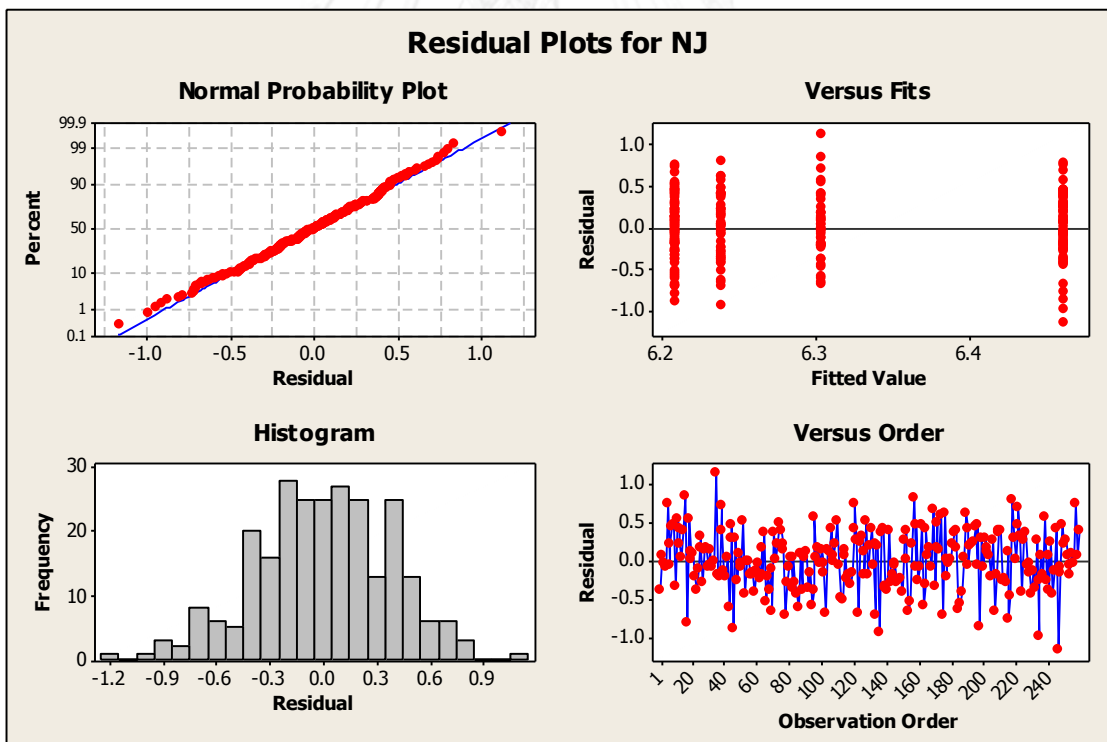 Residual Plots for NJ
Normal Probability Plot
99.9
99
90
50
10
1
0.1
Percent
-1.0 -0.5 0.0 0.5 1.0
Residual
Versus Fits
1.0
0.5
0.0
-0.5
-1.0
Residual
6.2 6.3 6.4
Fitted Value
Histogram
30
20
10
0
Frequency
-1.2 -0.9 -0.6 -0.3 0.0 0.3 0.6 0.9
Residual
Versus Order
1.0
0.5
0.0
-0.5
-1.0
Residual
1 20 40 60 80 100 120 140 160 180 200 220 240
Observation Order